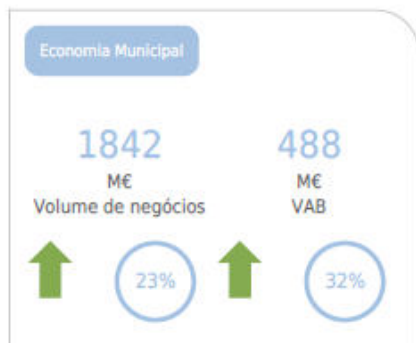 Economia Municipal
1842
M€
Volume de negócios
488
M€
VAB
23%
32%